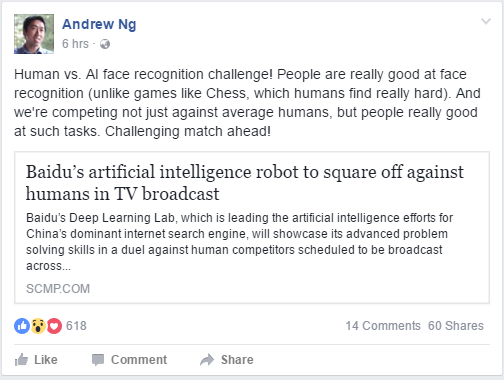 Andrew Ng
6 hrs ·
Human vs. AI face recognition challenge! People are really good at face
recognition (unlike games like Chess, which humans find really hard). And
we're competing not just against average humans, but people really good
at such tasks. Challenging match ahead!
Baidu's artificial intelligence robot to square off against
humans in TV broadcast
Baidu's Deep Learning Lab, which is leading the artificial intelligence efforts for
China's dominant internet search engine, will showcase its advanced problem
solving skills in a duel against human competitors scheduled to be broadcast
across...
SCMP.COM
618 14 Comments 60 Shares
Like Comment Share